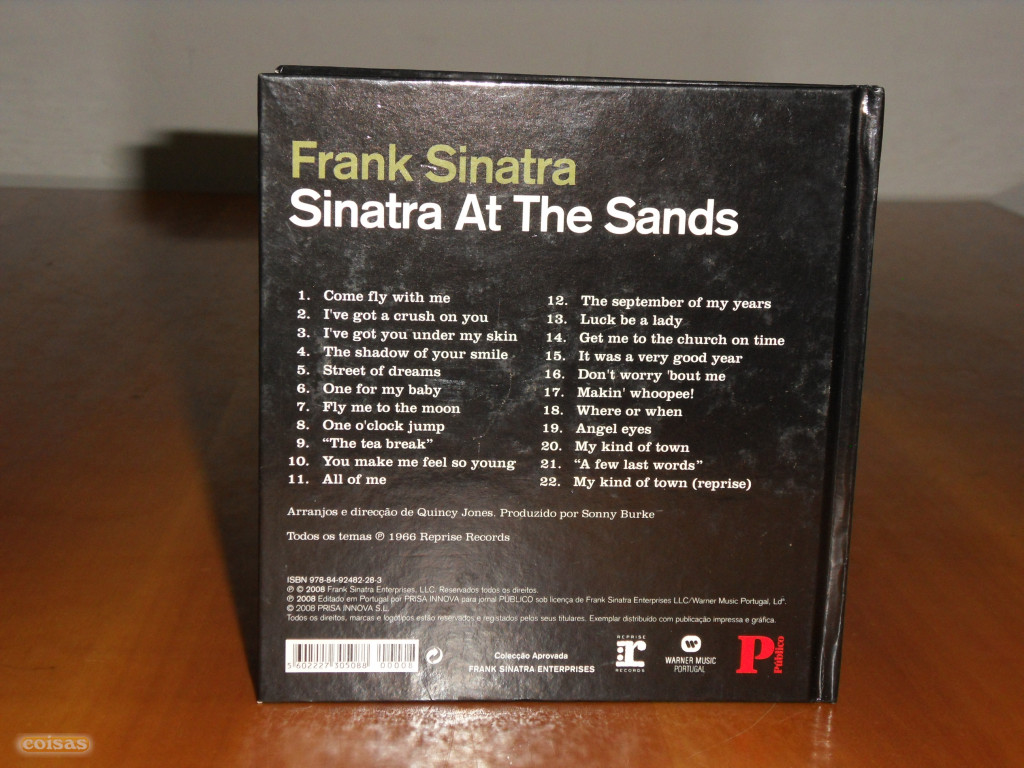 Frank Sinatra
Sinatra At The Sands
1. Come fly with me
2. I've got a crush on you
3. I've got you under my skin
4. The shadow of your smile
5. Street of dreams
6. One for my baby
7. Fly me to the moon
8. One o'clock jump
9. “The tea break”
10. You make me feel so young
11. All of me
12. The september of my years
13. Luck be a lady
14. Get me to the church on time
15. It was a very good year
16. Don't worry 'bout me
17. Makin' whoopee!
18. Where or when
19. Angel eyes
20. My kind of town
21. “A few last words”
22. My kind of town (reprise)
Arranjos e direcção de Quincy Jones. Produzido por Sonny Burke
Todos os temas ℗ 1966 Reprise Records
ISBN 978-84-92482-28-3
℗ © 2008 Frank Sinatra Enterprises, LLC. Reservados todos os direitos.
℗ 2008 Editado em Portugal por PRISA INNOVA para jornal PÚBLICO sob licença de Frank Sinatra Enterprises LLC/Warner Music Portugal, Ldª.
© 2008 PRISA INNOVA S.L.
Todos os direitos, marcas e logótipos estão reservados e registados pelos seus titulares. Exemplar distribuído com publicação impressa e gráfica.
5 602227 305088 00008
Colecção Aprovada
FRANK SINATRA ENTERPRISES
REPRISE
r:
RECORDS
WARNER MUSIC
PORTUGAL
P
Público
coisas